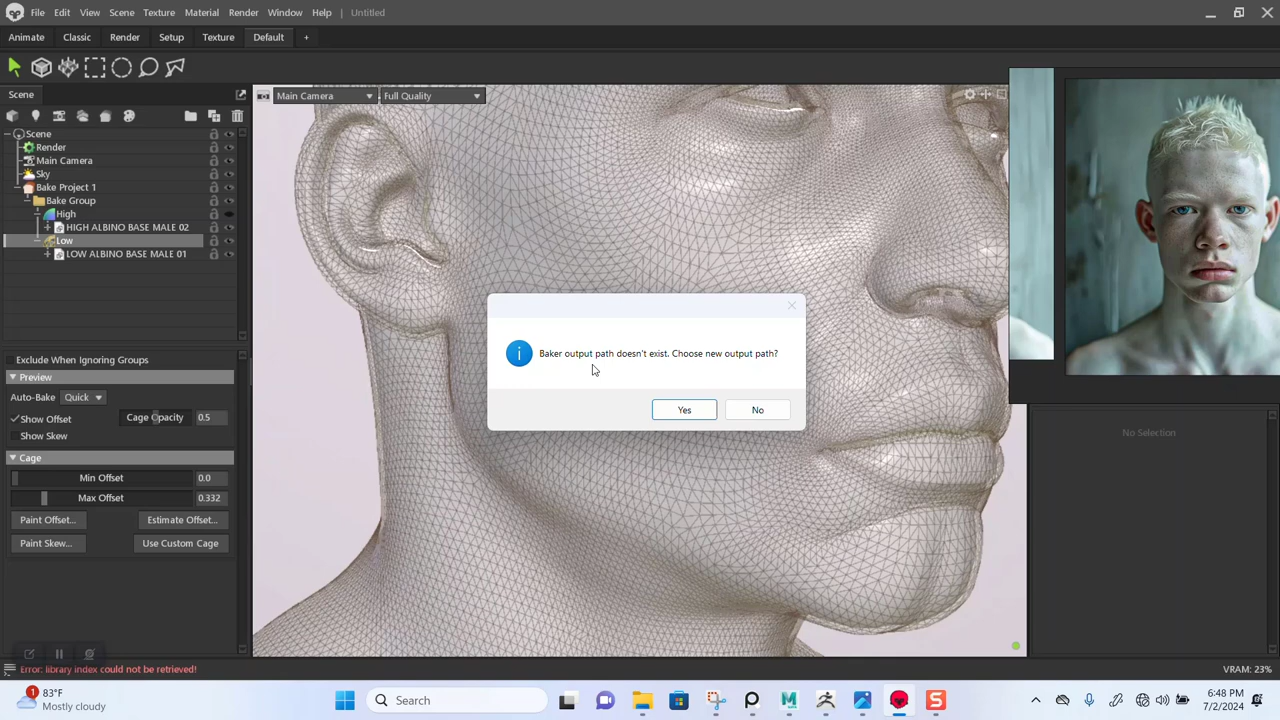 File Edit View Scene Texture Material Render Window Help Untitled
Animate Classic Render Setup Texture Default +
Scene
Main Camera Full Quality
Scene
Render
Main Camera
Sky
Bake Project 1
Bake Group
High
HIGH ALBINO BASE MALE 02
Low
LOW ALBINO BASE MALE 01
Exclude When Ignoring Groups
Preview
Auto-Bake Quick
Show Offset Cage Opacity 0.5
Show Skew
Cage
Min Offset 0.0
Max Offset 0.332
Paint Offset... Estimate Offset...
Paint Skew... Use Custom Cage
Baker output path doesn't exist. Choose new output path?
Yes No
No Selection
Error: library index could not be retrieved!
VRAM: 23%
1
83°F
Mostly cloudy
Search
6:48 PM
7/2/2024